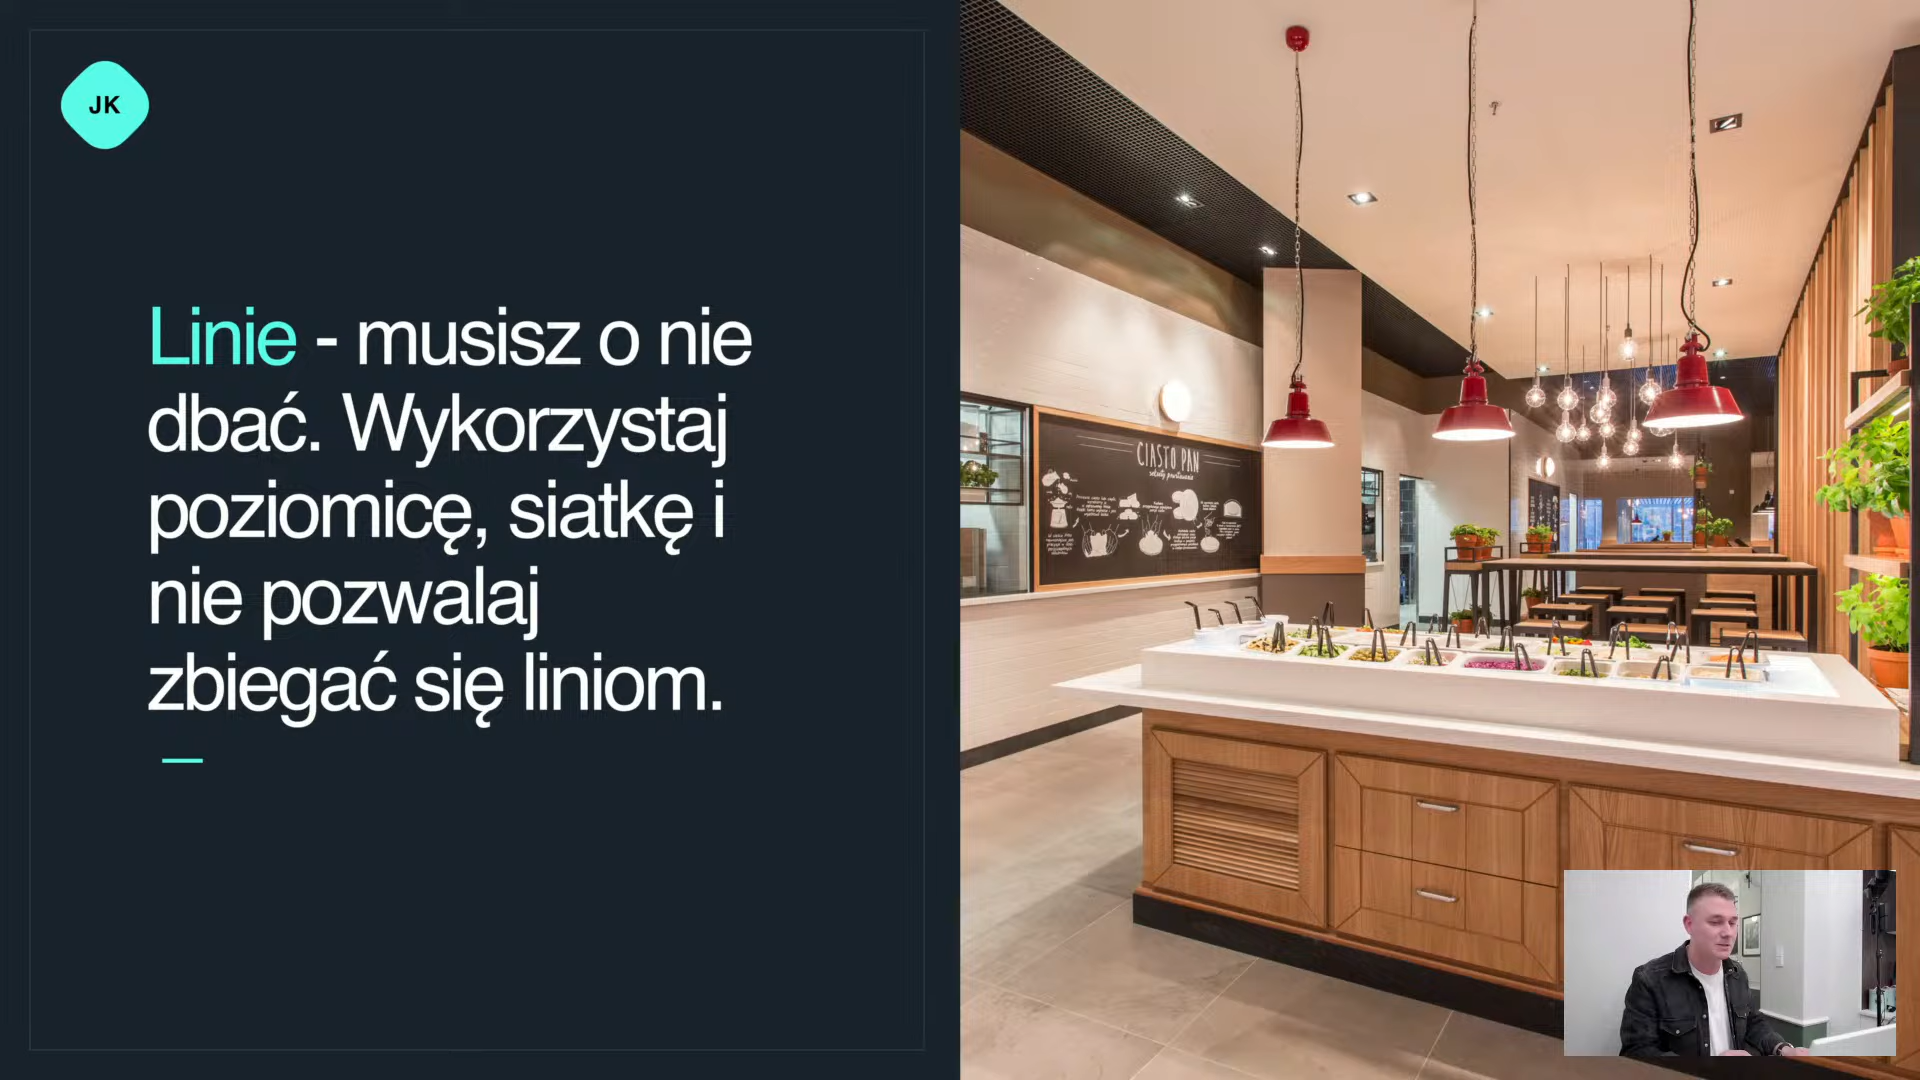 JK
Linie - musisz o nie
dbać. Wykorzystaj
poziomicę, siatkę i
nie pozwalaj
zbiegać się liniom.
CIASTO PAN